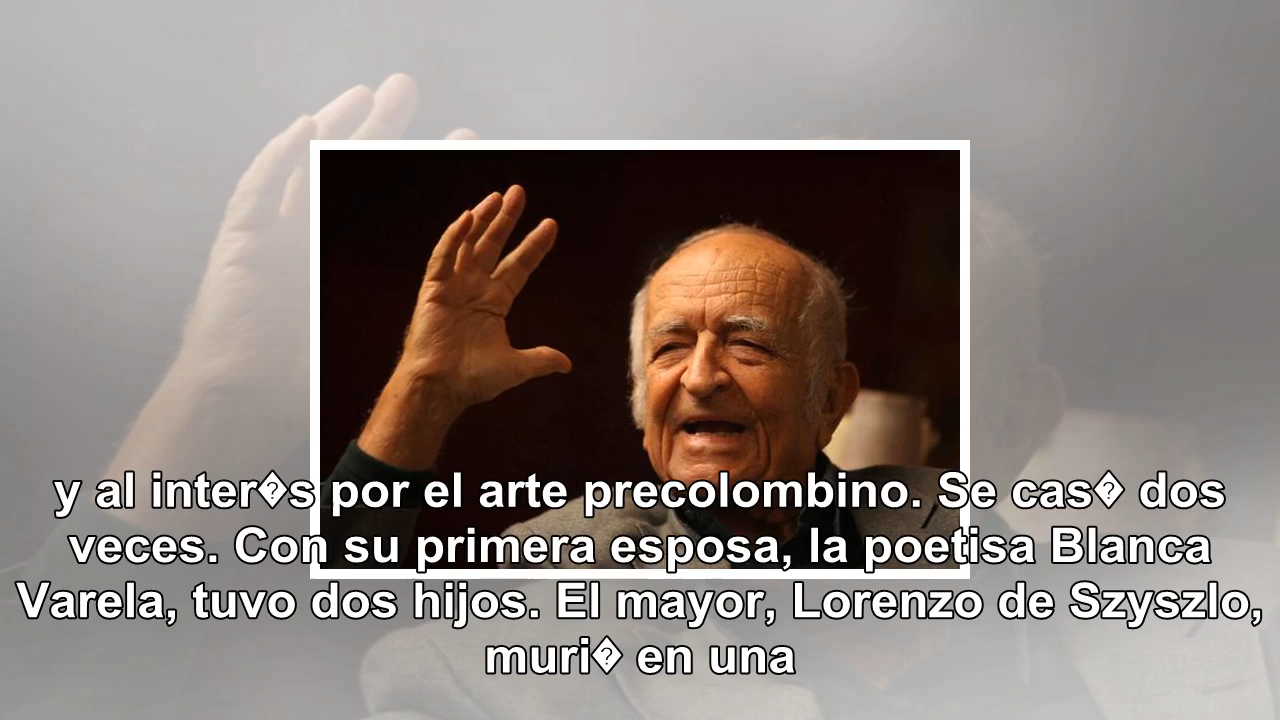 y al inter�s por el arte precolombino. Se cas� dos
veces. Con su primera esposa, la poetisa Blanca
Varela, tuvo dos hijos. El mayor, Lorenzo de Szyszlo,
muri� en una